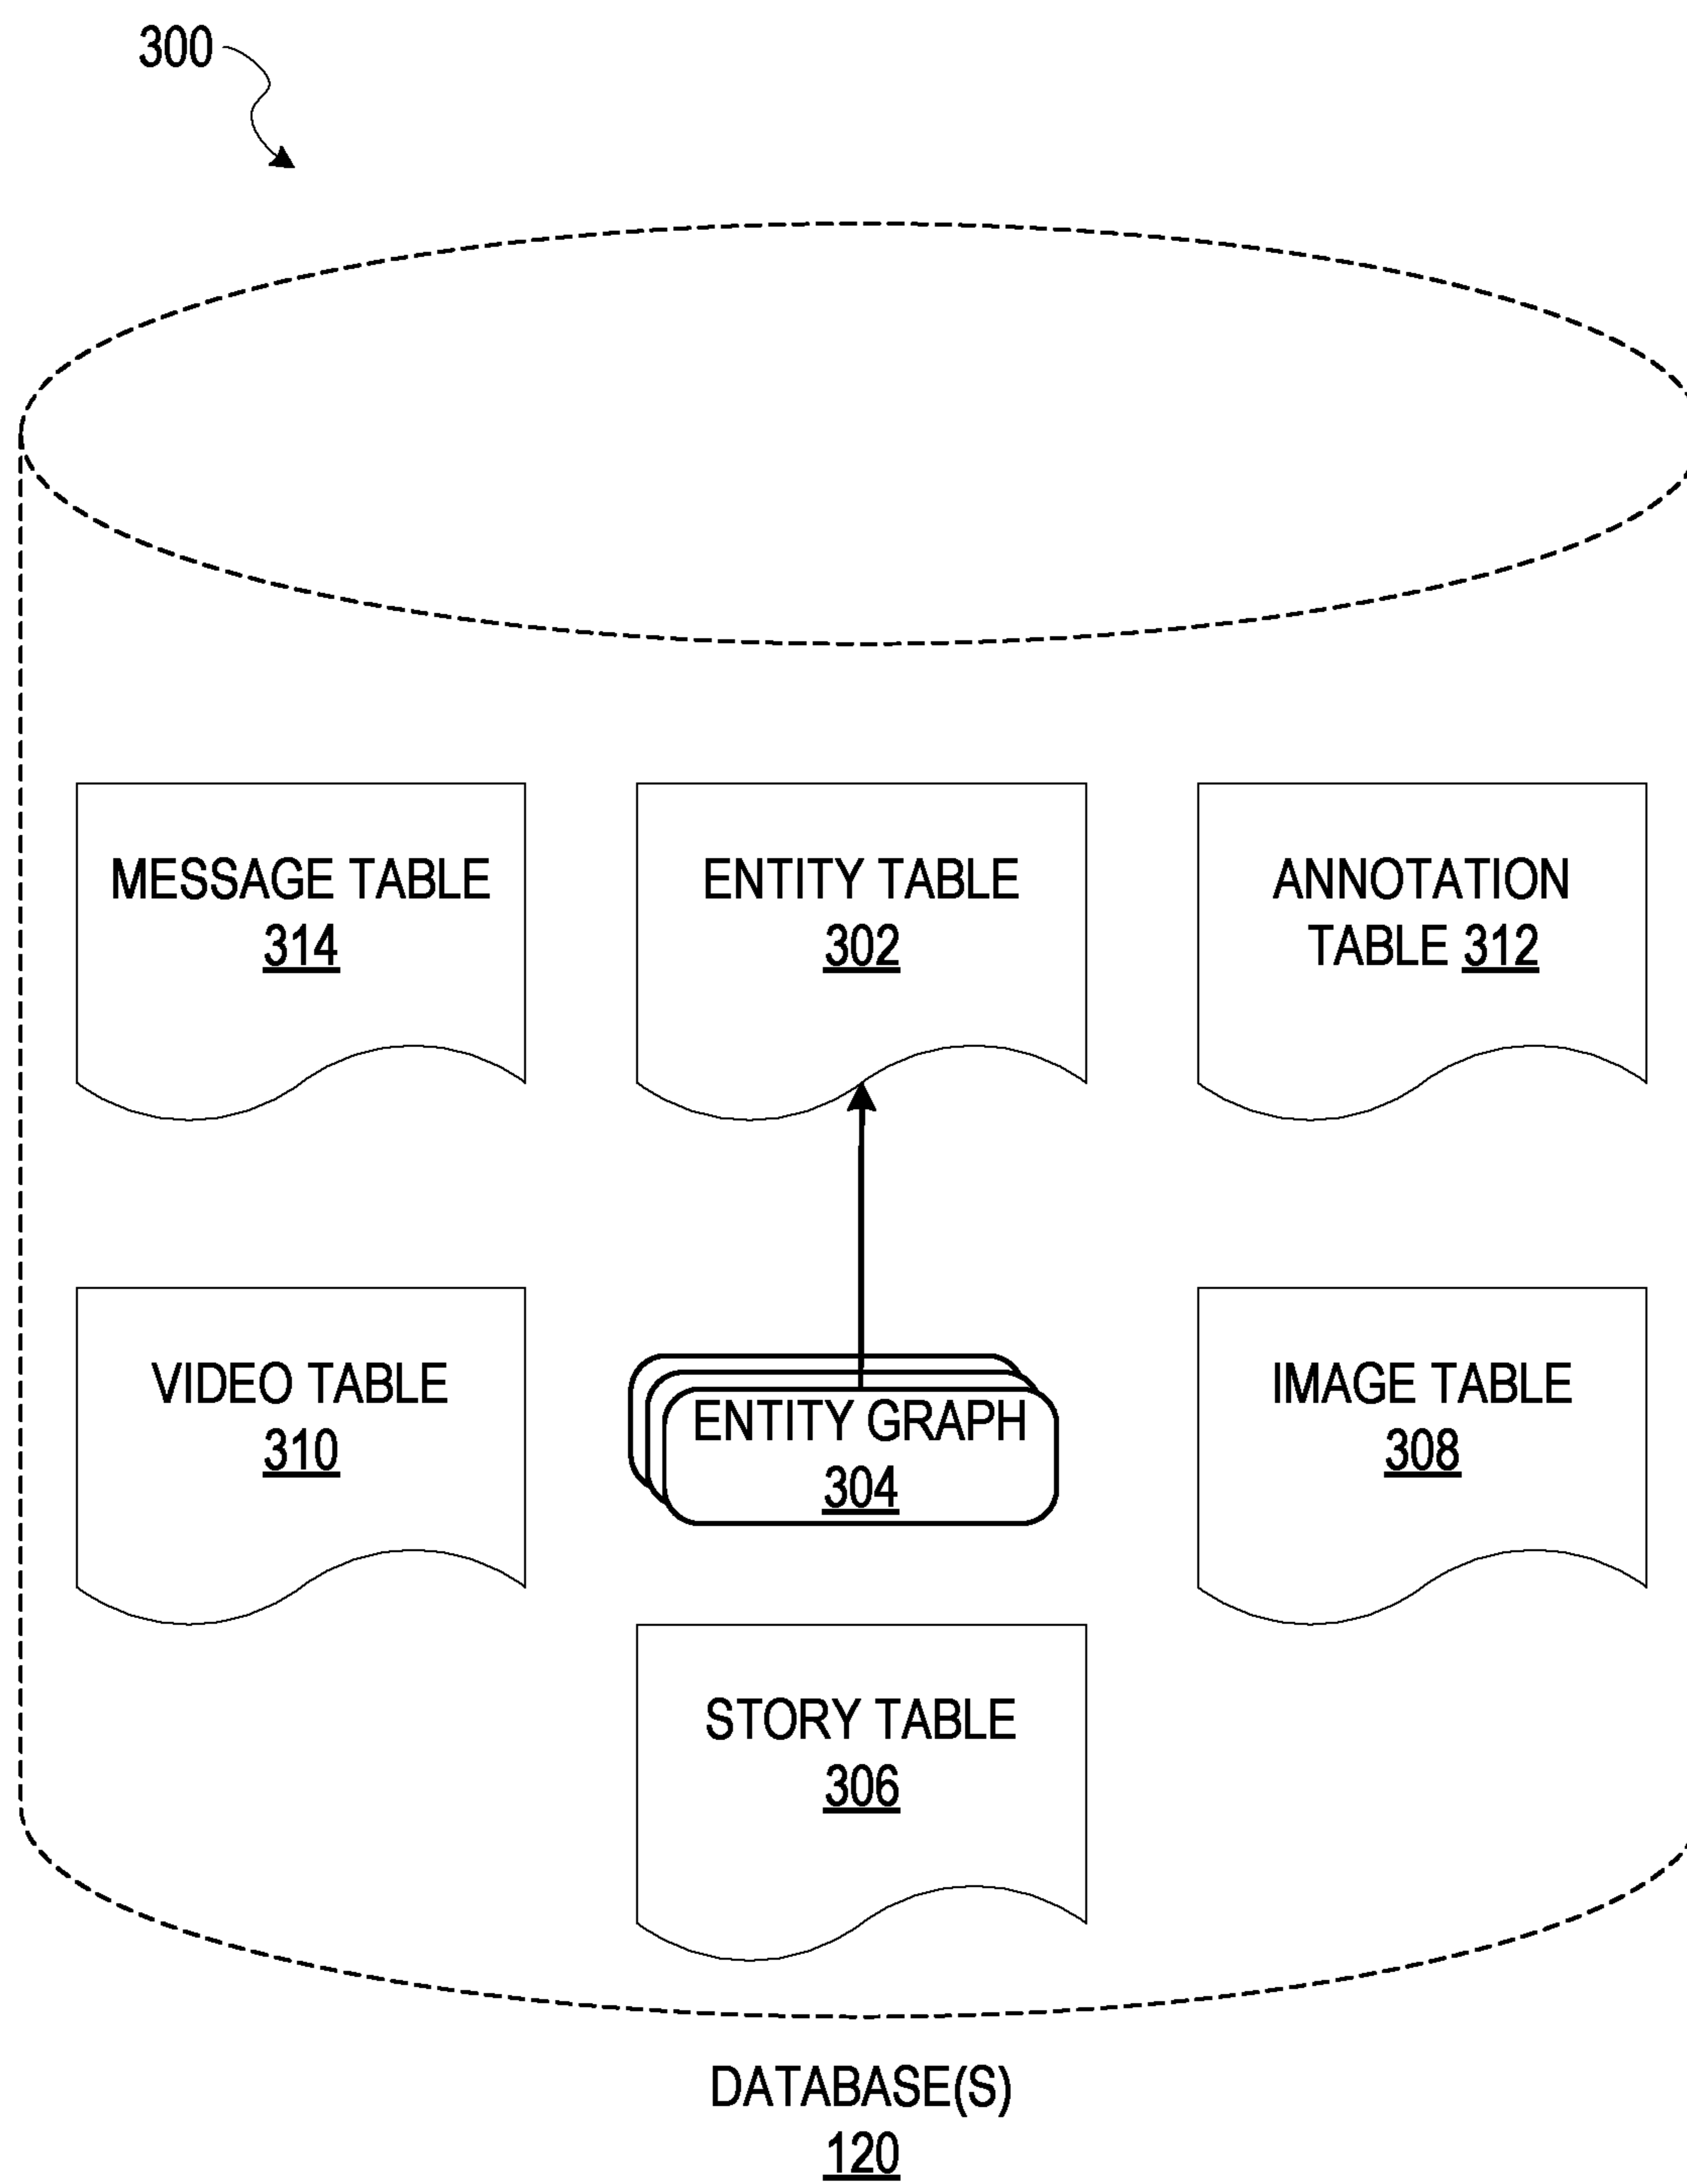 300
MESSAGE TABLE
314
ENTITY TABLE
302
ANNOTATION
TABLE 312
VIDEO TABLE
310
ENTITY GRAPH
304
IMAGE TABLE
308
STORY TABLE
306
DATABASE(S)
120